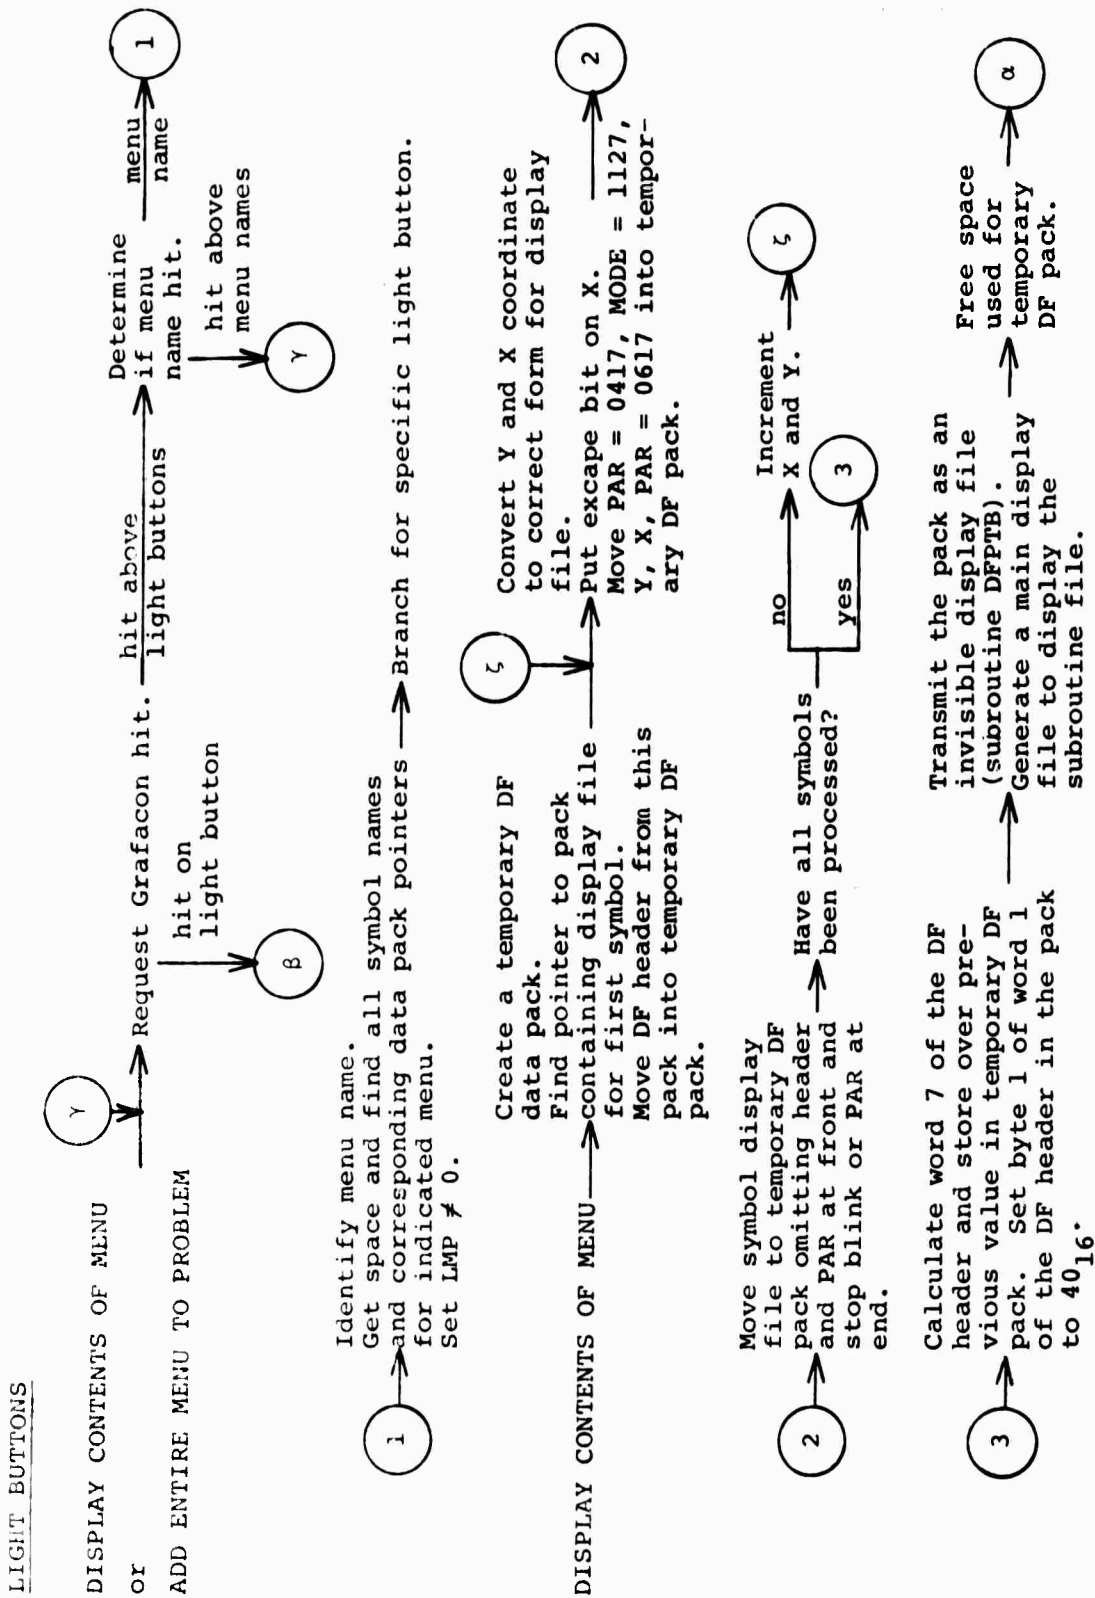 LIGHT BUTTONS
DISPLAY CONTENTS OF MENU
or
ADD ENTIRE MENU TO PROBLEM
γ
Request Grafacon hit.
hit on
light button
β
hit above
light buttons
Determine
if menu
name hit.
menu
name
1
hit above
menu names
γ
1
Identify menu name.
Get space and find all symbol names
and corresponding data pack pointers
for indicated menu.
Set LMP ≠ 0.
Branch for specific light button.
DISPLAY CONTENTS OF MENU
Create a temporary DF
data pack.
Find pointer to pack
containing display file
for first symbol.
Move DF header from this
pack into temporary DF
pack.
ζ
Convert Y and X coordinate
to correct form for display
file.
Put excape bit on X.
Move PAR = 0417, MODE = 1127,
Y, X, PAR = 0617 into tempor-
ary DF pack.
2
2
Move symbol display
file to temporary DF
pack omitting header
and PAR at front and
stop blink or PAR at
end.
Have all symbols
been processed?
no
yes
Increment
X and Y.
ζ
3
3
Calculate word 7 of the DF
header and store over pre-
vious value in temporary DF
pack. Set byte 1 of word 1
of the DF header in the pack
to 40₁₆.
Transmit the pack as an
invisible display file
(subroutine DFPTB).
Generate a main display
file to display the
subroutine file.
Free space
used for
temporary
DF pack.
α